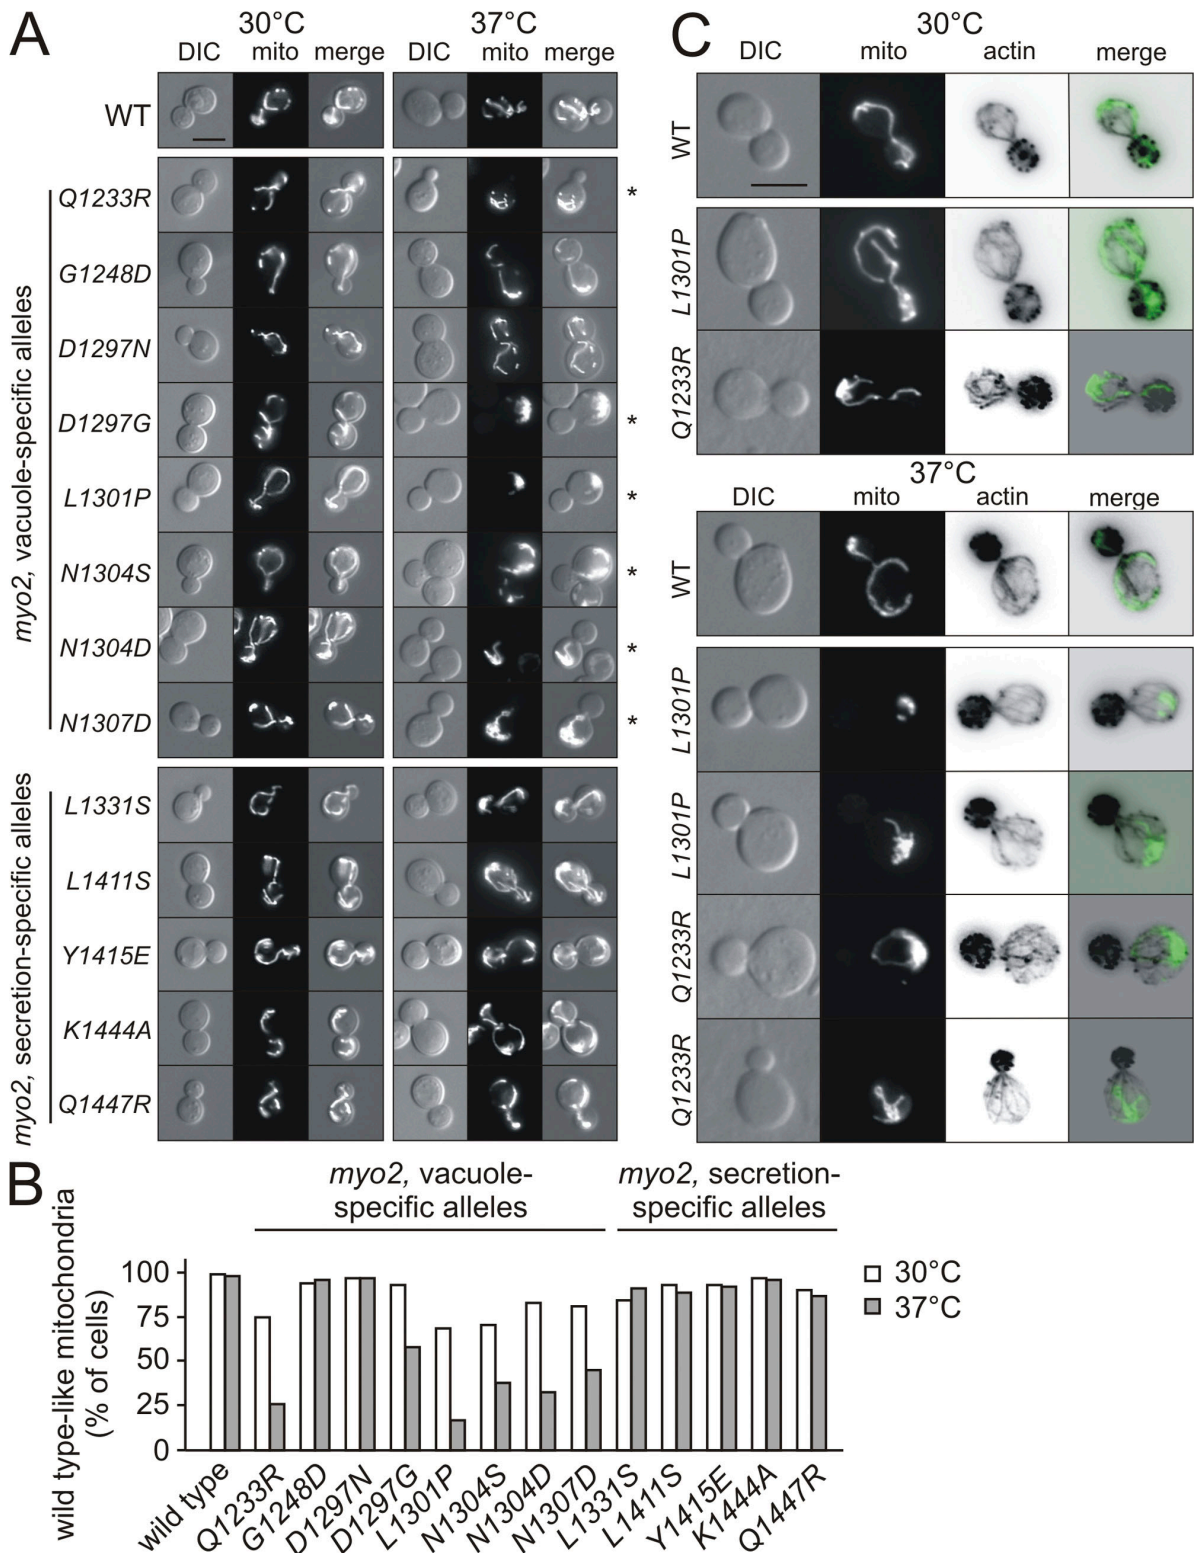 A
30°C
37°C
DIC mito merge
DIC mito merge
WT
myo2, vacuole-specific alleles
Q1233R
*
G1248D
D1297N
D1297G
*
L1301P
*
N1304S
*
N1304D
*
N1307D
*
myo2, secretion-specific alleles
L1331S
L1411S
Y1415E
K1444A
Q1447R
C
30°C
DIC mito actin merge
WT
L1301P
Q1233R
37°C
DIC mito actin merge
WT
L1301P
L1301P
Q1233R
Q1233R
B
myo2, vacuole-
specific alleles
myo2, secretion-
specific alleles
wild type-like mitochondria
(% of cells)
100
75
50
25
0
30°C
37°C
wild type
Q1233R
G1248D
D1297N
D1297G
L1301P
N1304S
N1304D
N1307D
L1331S
L1411S
Y1415E
K1444A
Q1447R